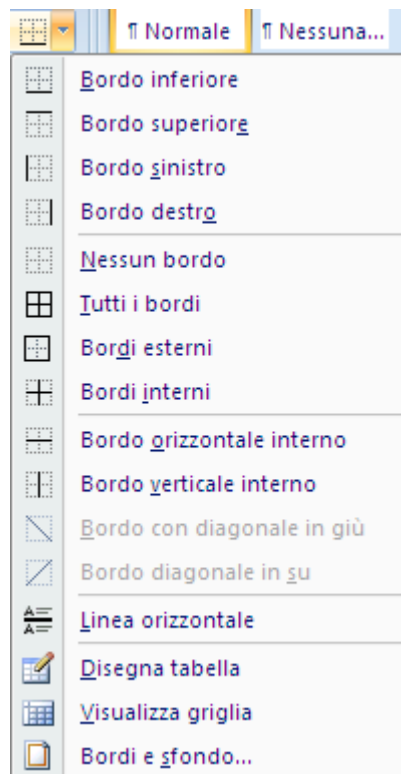 ¶ Normale ¶ Nessuna...
Bordo inferiore
Bordo superiore
Bordo sinistro
Bordo destro
Nessun bordo
Tutti i bordi
Bordi esterni
Bordi interni
Bordo orizzontale interno
Bordo verticale interno
Bordo con diagonale in giù
Bordo diagonale in su
Linea orizzontale
Disegna tabella
Visualizza griglia
Bordi e sfondo...